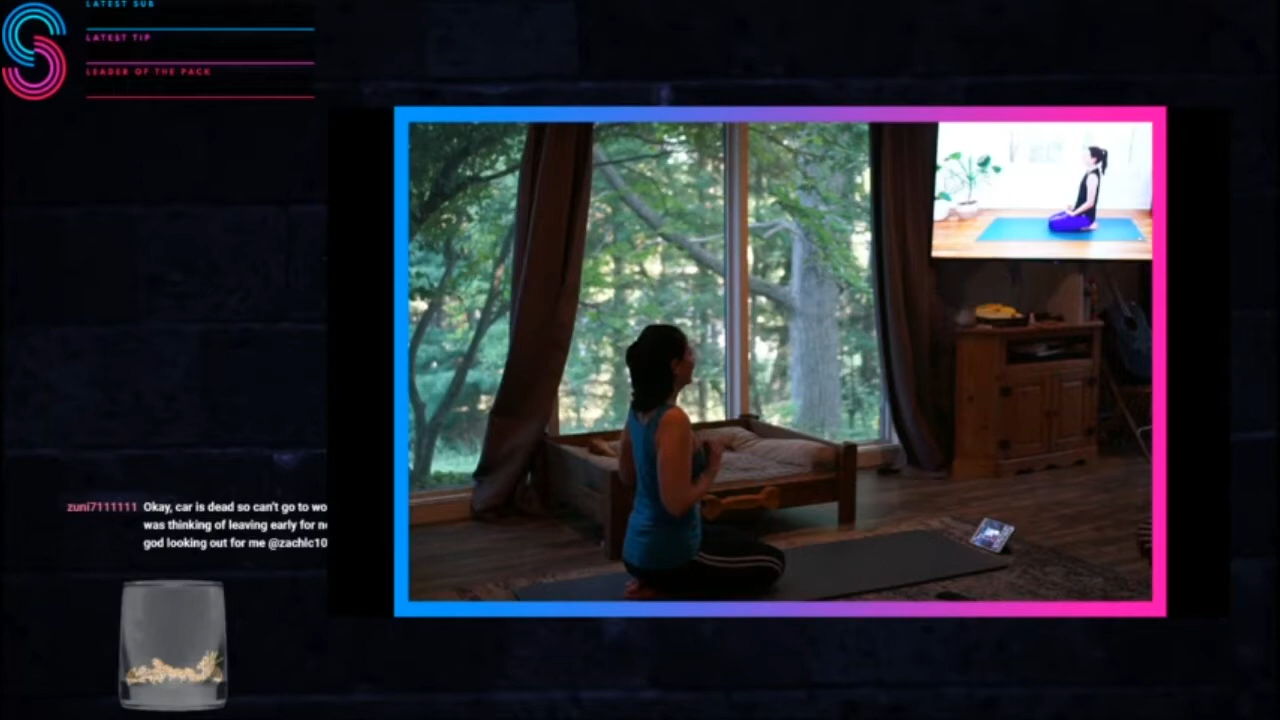 LATEST SUB
LATEST TIP
LEADER OF THE PACK
zuni7111111 Okay, car is dead so can't go to wo
was thinking of leaving early for
god looking out for me @zachlc10